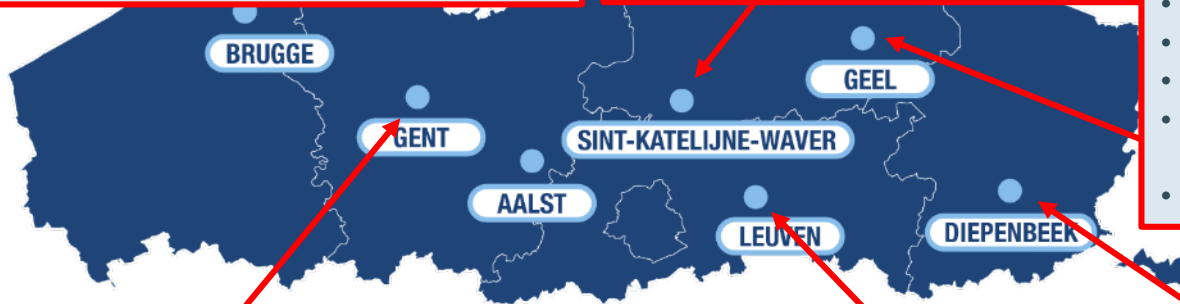 BRUGGE
GEEL
GENT
SINT-KATELIJNE-WAVER
AALST
LEUVEN
DIEPENBEEK